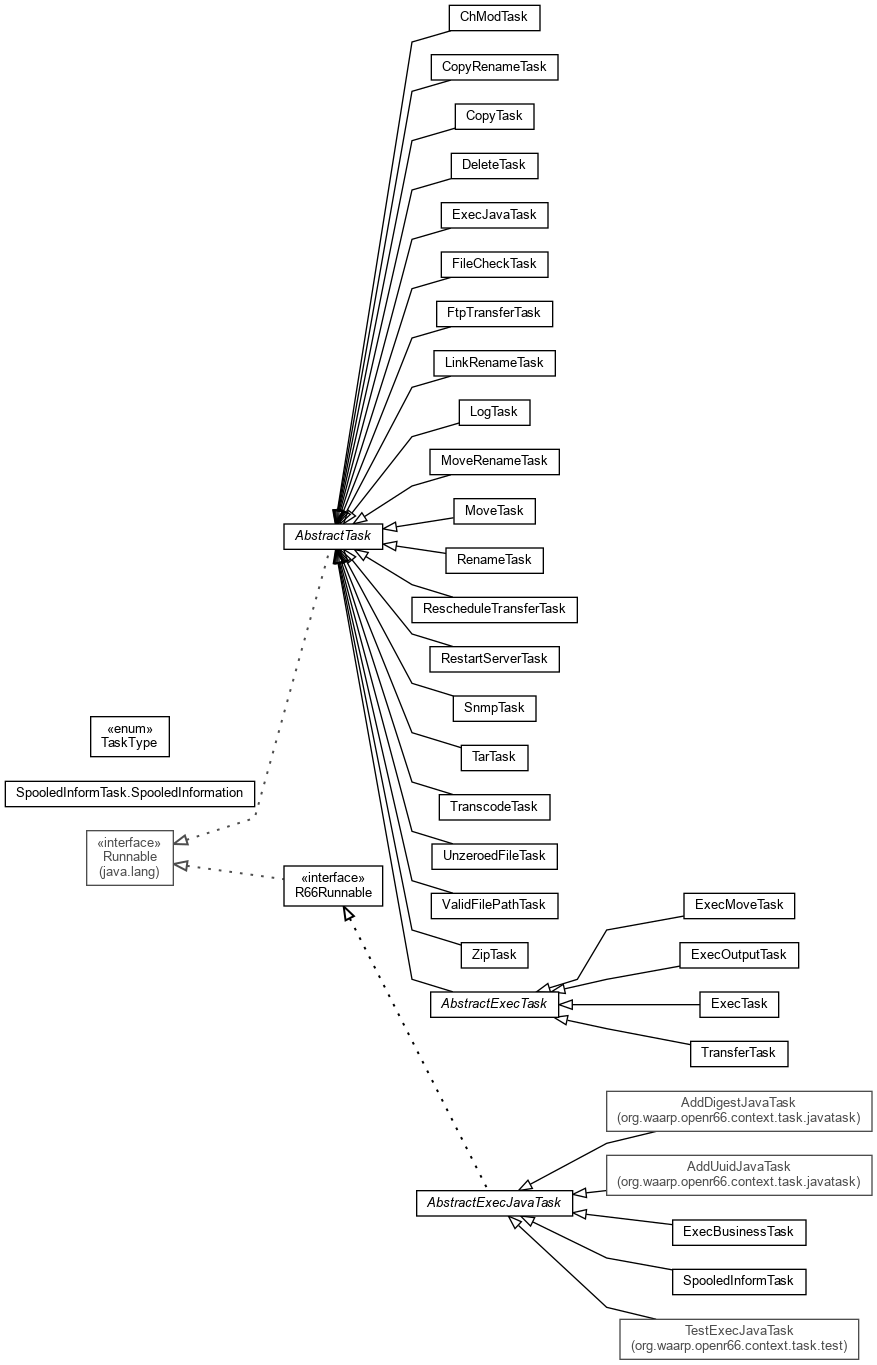 ChModTask
CopyRenameTask
CopyTask
DeleteTask
ExecJavaTask
FileCheckTask
FtpTransferTask
LinkRenameTask
LogTask
MoveRenameTask
MoveTask
AbstractTask
RenameTask
RescheduleTransferTask
RestartServerTask
SnmpTask
«enum»
TaskType
TarTask
SpooledInformTask.SpooledInformation
TranscodeTask
«interface»
Runnable
(java.lang)
UnzeroedFileTask
«interface»
R66Runnable
ValidFilePathTask
ExecMoveTask
ZipTask
ExecOutputTask
AbstractExecTask
ExecTask
TransferTask
AddDigestJavaTask
(org.waarp.openr66.context.task.javatask)
AddUuidJavaTask
(org.waarp.openr66.context.task.javatask)
AbstractExecJavaTask
ExecBusinessTask
SpooledInformTask
TestExecJavaTask
(org.waarp.openr66.context.task.test)